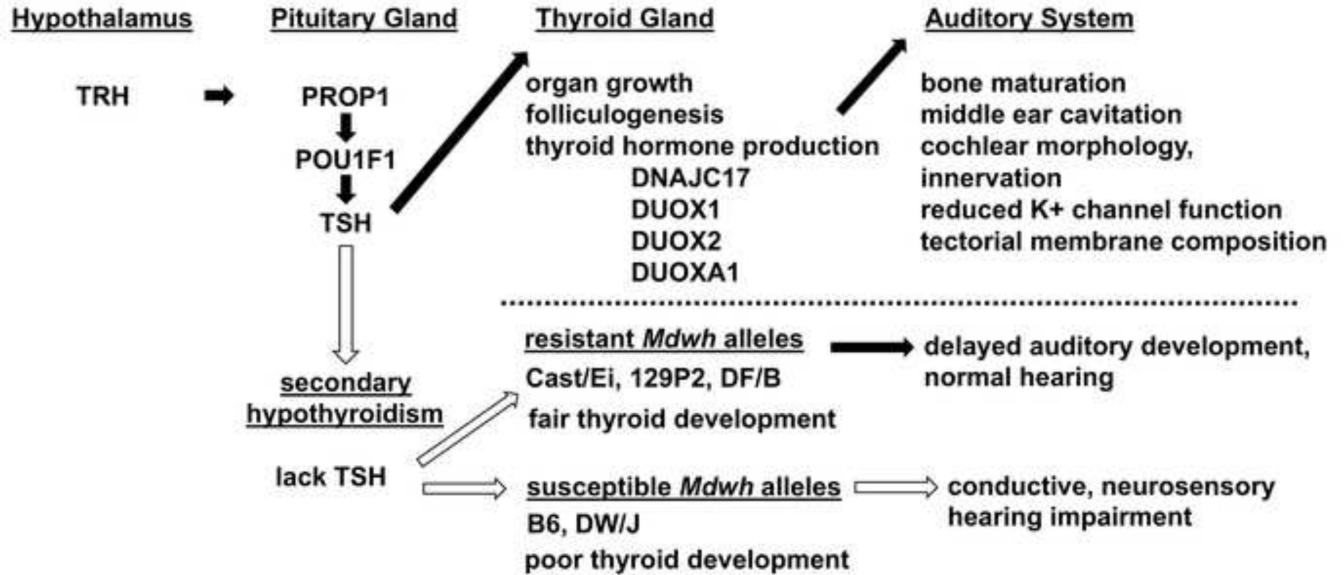 Hypothalamus
Pituitary Gland
Thyroid Gland
Auditory System
TRH
PROP1
POU1F1
TSH
organ growth
folliculogenesis
thyroid hormone production
DNAJC17
DUOX1
DUOX2
DUOXA1
bone maturation
middle ear cavitation
cochlear morphology,
innervation
reduced K+ channel function
tectorial membrane composition
secondary
hypothyroidism
lack TSH
resistant Mdwh alleles
Cast/Ei, 129P2, DF/B
fair thyroid development
delayed auditory development,
normal hearing
susceptible Mdwh alleles
B6, DW/J
poor thyroid development
conductive, neurosensory
hearing impairment